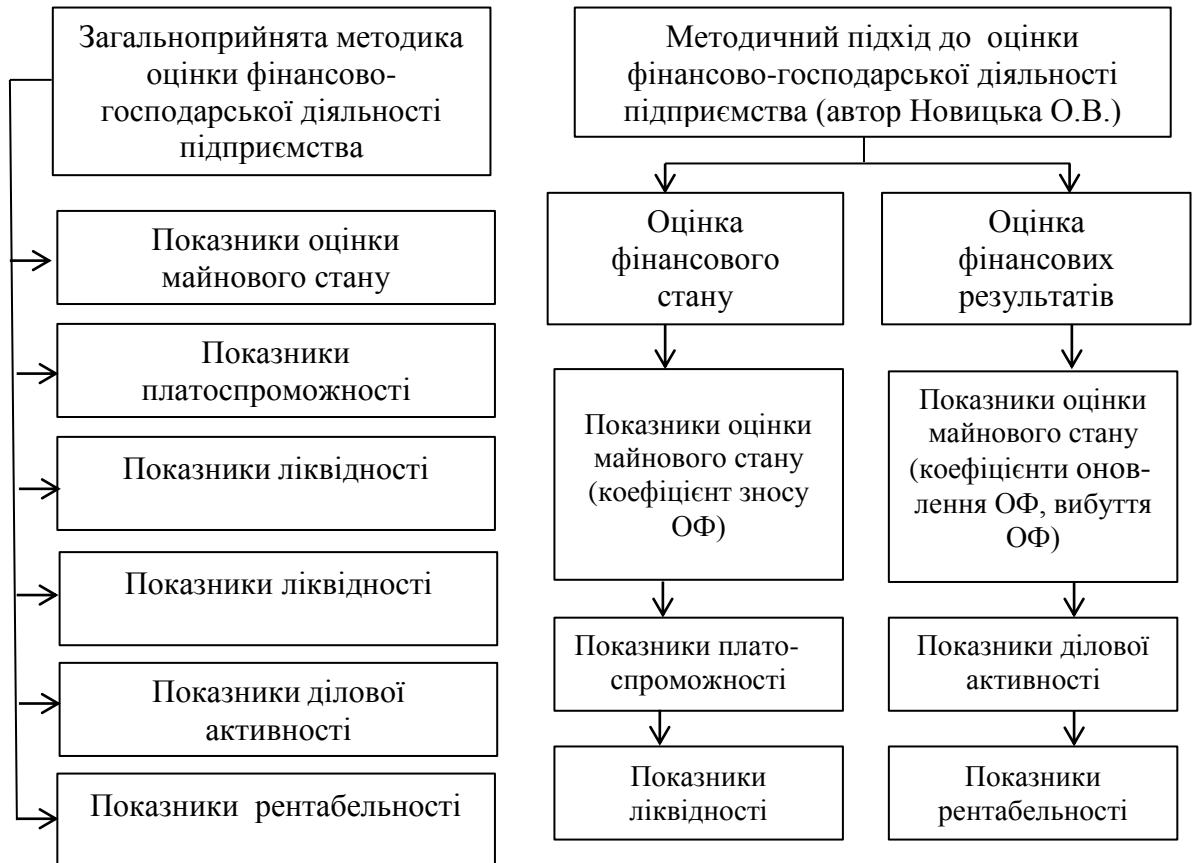 Загальноприйнята методика
оцінки фінансово-
господарської діяльності
підприємства
Показники оцінки
майнового стану
Показники
платоспроможності
Показники ліквідності
Показники ліквідності
Показники ділової
активності
Показники рентабельності
Методичний підхід до оцінки
фінансово-господарської діяльності
підприємства (автор Новицька О.В.)
Оцінка
фінансового
стану
Показники оцінки
майнового стану
(коефіцієнт зносу
ОФ)
Показники плато-
спроможності
Показники
ліквідності
Оцінка
фінансових
результатів
Показники оцінки
майнового стану
(коефіцієнти онов-
лення ОФ, вибуття
ОФ)
Показники ділової
активності
Показники
рентабельності